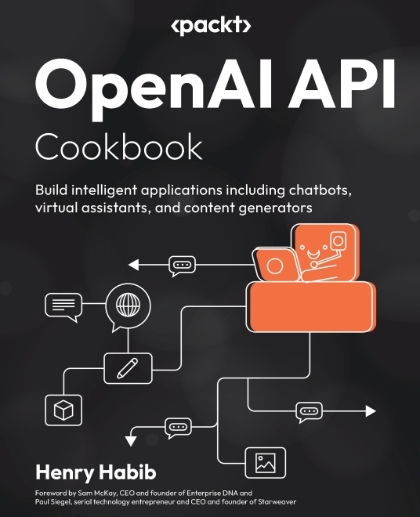 <packt>
OpenAI API
Cookbook
Build intelligent applications including chatbots,
virtual assistants, and content generators
Henry Habib
Foreword by Sam McKay, CEO and founder of Enterprise DNA and
Paul Siegel, serial technology entrepreneur and CEO and founder of Starweaver